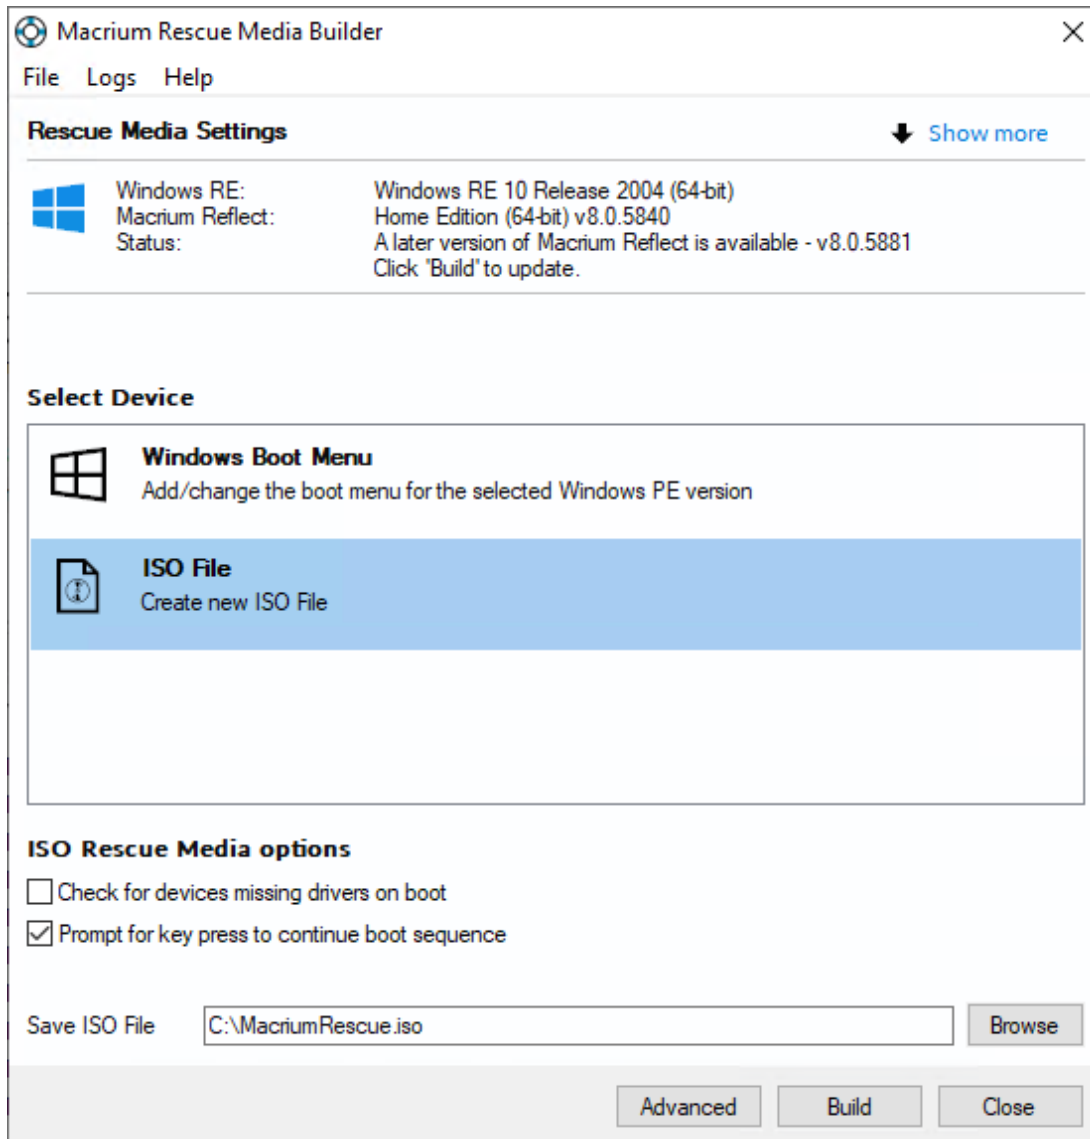 Macrium Rescue Media Builder
File Logs Help
Rescue Media Settings
Show more
Windows RE: Windows RE 10 Release 2004 (64-bit)
Macrium Reflect: Home Edition (64-bit) v8.0.5840
Status: A later version of Macrium Reflect is available - v8.0.5881
Click 'Build' to update.
Select Device
Windows Boot Menu
Add/change the boot menu for the selected Windows PE version
ISO File
Create new ISO File
ISO Rescue Media options
Check for devices missing drivers on boot
Prompt for key press to continue boot sequence
Save ISO File C:\MacriumRescue.iso Browse
Advanced Build Close